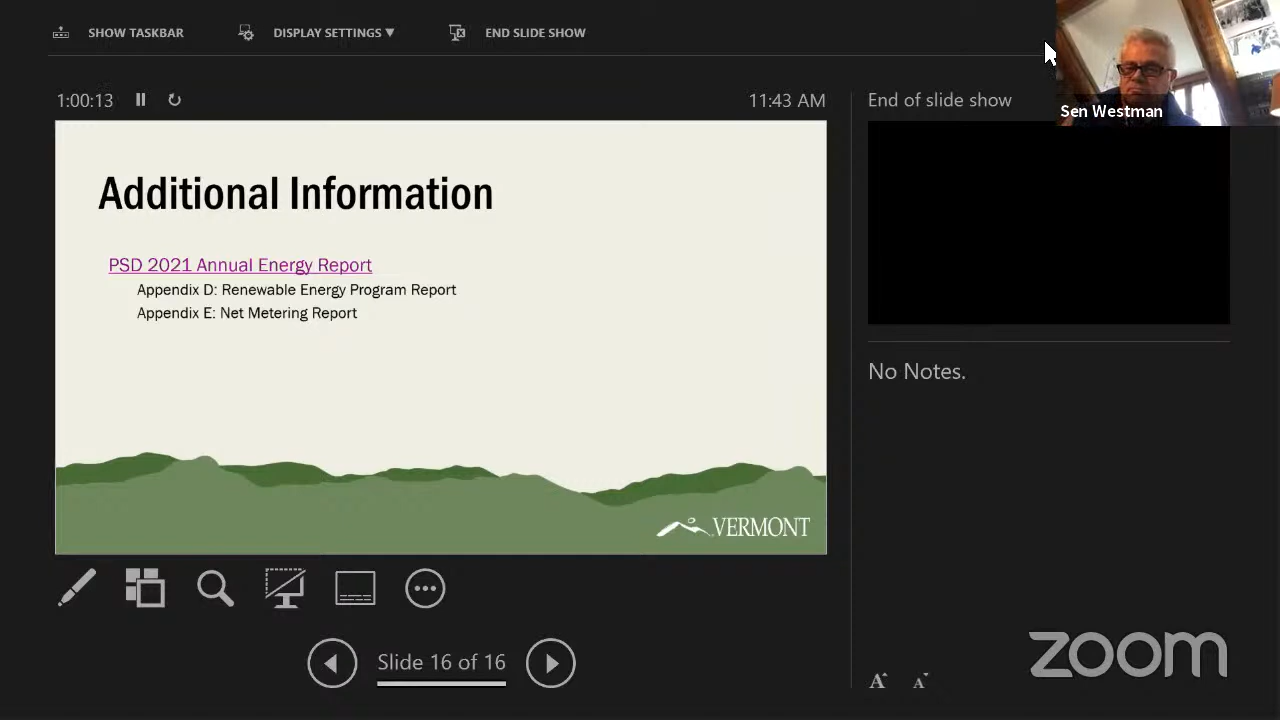 SHOW TASKBAR
DISPLAY SETTINGS ▼
END SLIDE SHOW
1:00:13
11:43 AM
End of slide show
Sen Westman
Additional Information
PSD 2021 Annual Energy Report
Appendix D: Renewable Energy Program Report
Appendix E: Net Metering Report
VERMONT
No Notes.
Slide 16 of 16
A A
zoom